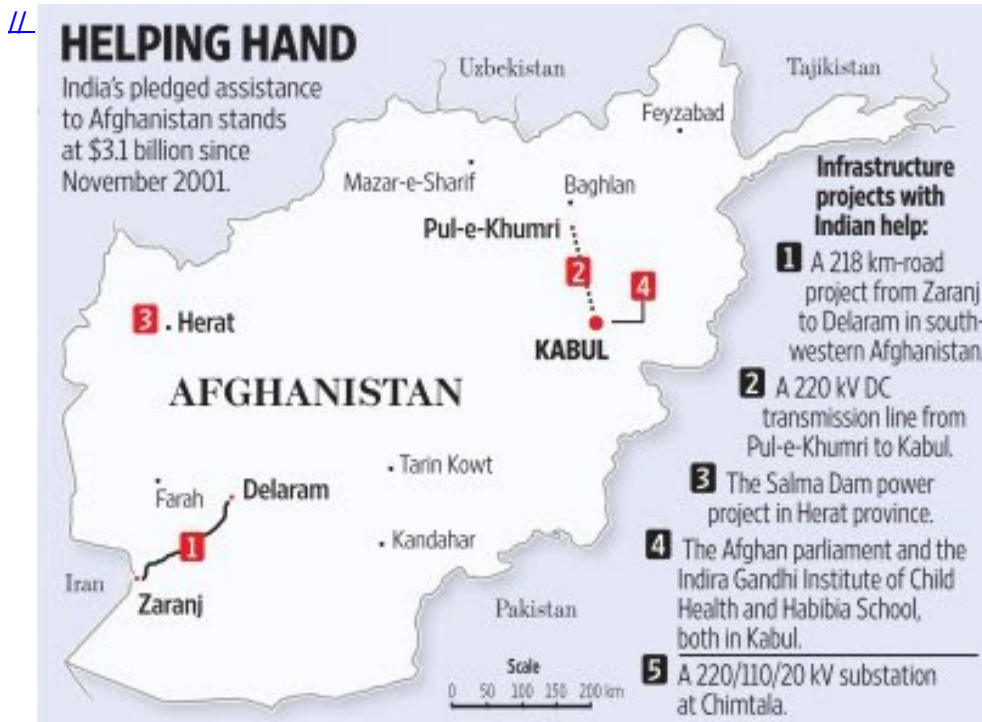 //
HELPING HAND
India's pledged assistance
to Afghanistan stands
at $3.1 billion since
November 2001.
Uzbekistan
Tajikistan
Feyzabad
Mazar-e-Sharif
Baghlan
Pul-e-Khumri
2
4
3
Herat
KABUL
AFGHANISTAN
Tarin Kowt
Farah
Delaram
1
Kandahar
Iran
Zaranj
Pakistan
Scale
0 50 100 150 200 km
Infrastructure
projects with
Indian help:
1 A 218 km-road
project from Zaranj
to Delaram in south-
western Afghanistan.
2 A 220 kV DC
transmission line from
Pul-e-Khumri to Kabul.
3 The Salma Dam power
project in Herat province.
4 The Afghan parliament and the
Indira Gandhi Institute of Child
Health and Habibia School,
both in Kabul.
5 A 220/110/20 kV substation
at Chimtala.